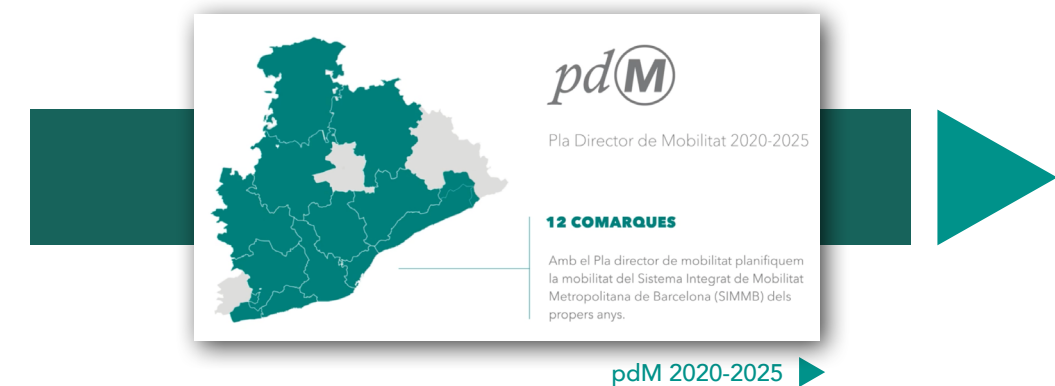 pdM
Pla Director de Mobilitat 2020-2025
12 COMARQUES
Amb el Pla director de mobilitat planifiquem
la mobilitat del Sistema Integrat de Mobilitat
Metropolitana de Barcelona (SIMMB) dels
propers anys.
pdM 2020-2025